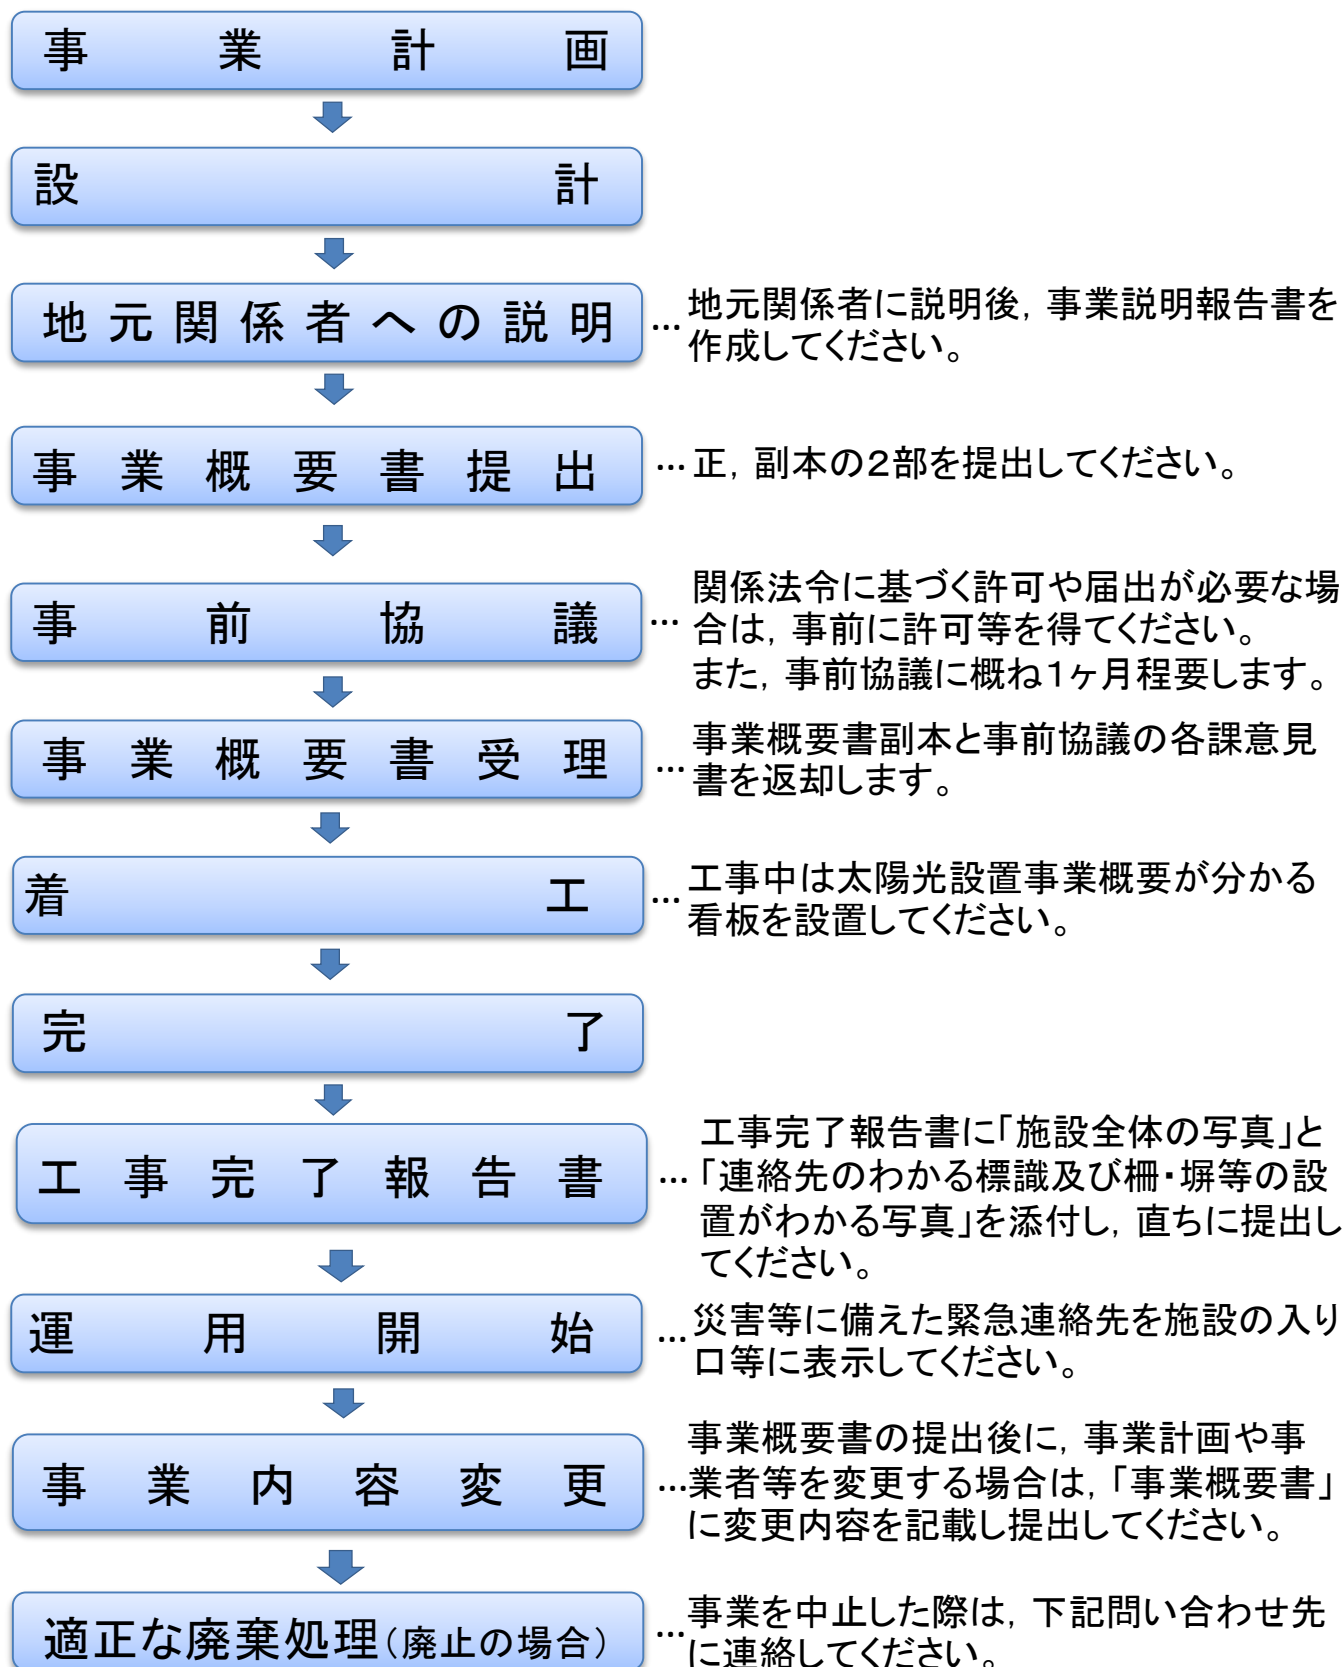 事業計画
設計
地元関係者への説明
…地元関係者に説明後，事業説明報告書を
作成してください。
事業概要書提出
…正，副本の２部を提出してください。
事前協議
…関係法令に基づく許可や届出が必要な場
合は，事前に許可等を得てください。
また，事前協議に概ね１ヶ月程要します。
事業概要書受理
…事業概要書副本と事前協議の各課意見
書を返却します。
着工
…工事中は太陽光設置事業概要が分かる
看板を設置してください。
完了
工事完了報告書
…工事完了報告書に「施設全体の写真」と
「連絡先のわかる標識及び柵・塀等の設
置がわかる写真」を添付し，直ちに提出し
てください。
運用開始
…災害等に備えた緊急連絡先を施設の入り
口等に表示してください。
事業内容変更
…事業概要書の提出後に，事業計画や事
業者等を変更する場合は，「事業概要書」
に変更内容を記載し提出してください。
適正な廃棄処理（廃止の場合）
…事業を中止した際は，下記問い合わせ先
に連絡してください。